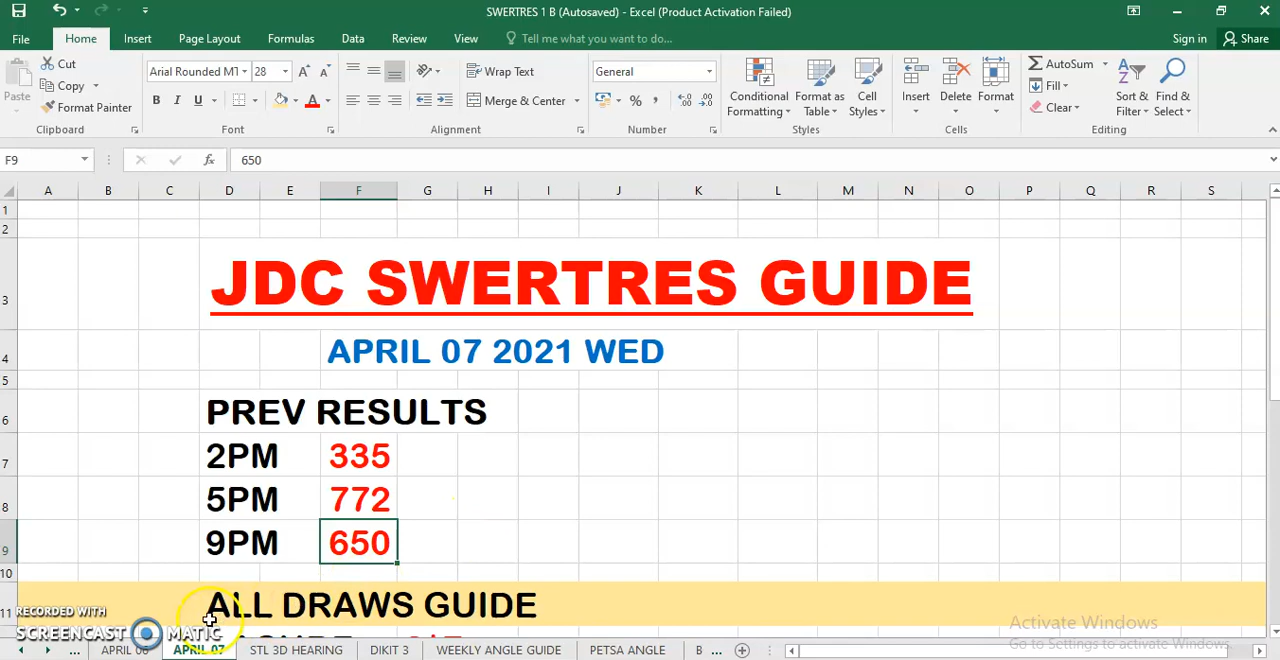 SWERTRES 1 B (Autosaved) - Excel (Product Activation Failed)
File Home Insert Page Layout Formulas Data Review View Tell me what you want to do... Sign in Share
Cut
Copy
Format Painter
Paste
Clipboard
Arial Rounded MT 28
B I U A
Font
Wrap Text
Merge & Center
Alignment
General
% ,
Number
Conditional Formatting
Format as Table
Cell Styles
Styles
Insert Delete Format
Cells
AutoSum
Fill
Clear
Sort & Filter
Find & Select
Editing
F9 fx 650
A B C D E F G H I J K L M N O P Q R S
1
2
3 JDC SWERTRES GUIDE
4 APRIL 07 2021 WED
5
6 PREV RESULTS
7 2PM 335
8 5PM 772
9 9PM 650
10
11 ALL DRAWS GUIDE
RECORDED WITH
SCREENCAST MATIC
Activate Windows
Go to Settings to activate Windows.
... APRIL 06 APRIL 07 STL 3D HEARING DIKIT 3 WEEKLY ANGLE GUIDE PETSA ANGLE B ...